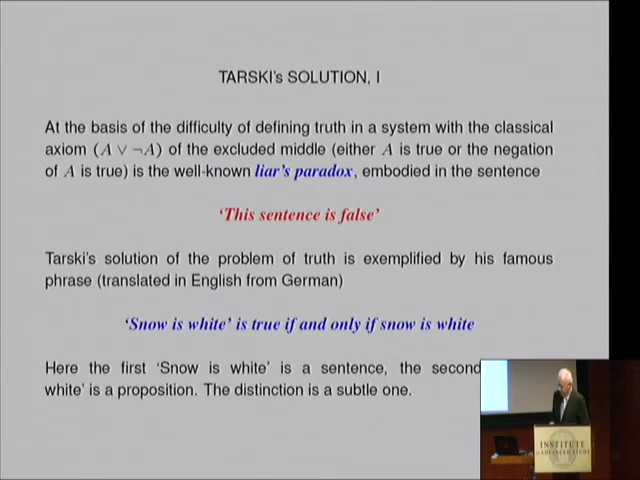 TARSKI's SOLUTION, I
At the basis of the difficulty of defining truth in a system with the classical
axiom (A ∨ ¬A) of the excluded middle (either A is true or the negation
of A is true) is the well-known liar's paradox, embodied in the sentence
‘This sentence is false’
Tarski's solution of the problem of truth is exemplified by his famous
phrase (translated in English from German)
‘Snow is white’ is true if and only if snow is white
Here the first ‘Snow is white’ is a sentence, the second
white’ is a proposition. The distinction is a subtle one.
INSTITUTE
for ADVANCED STUDY